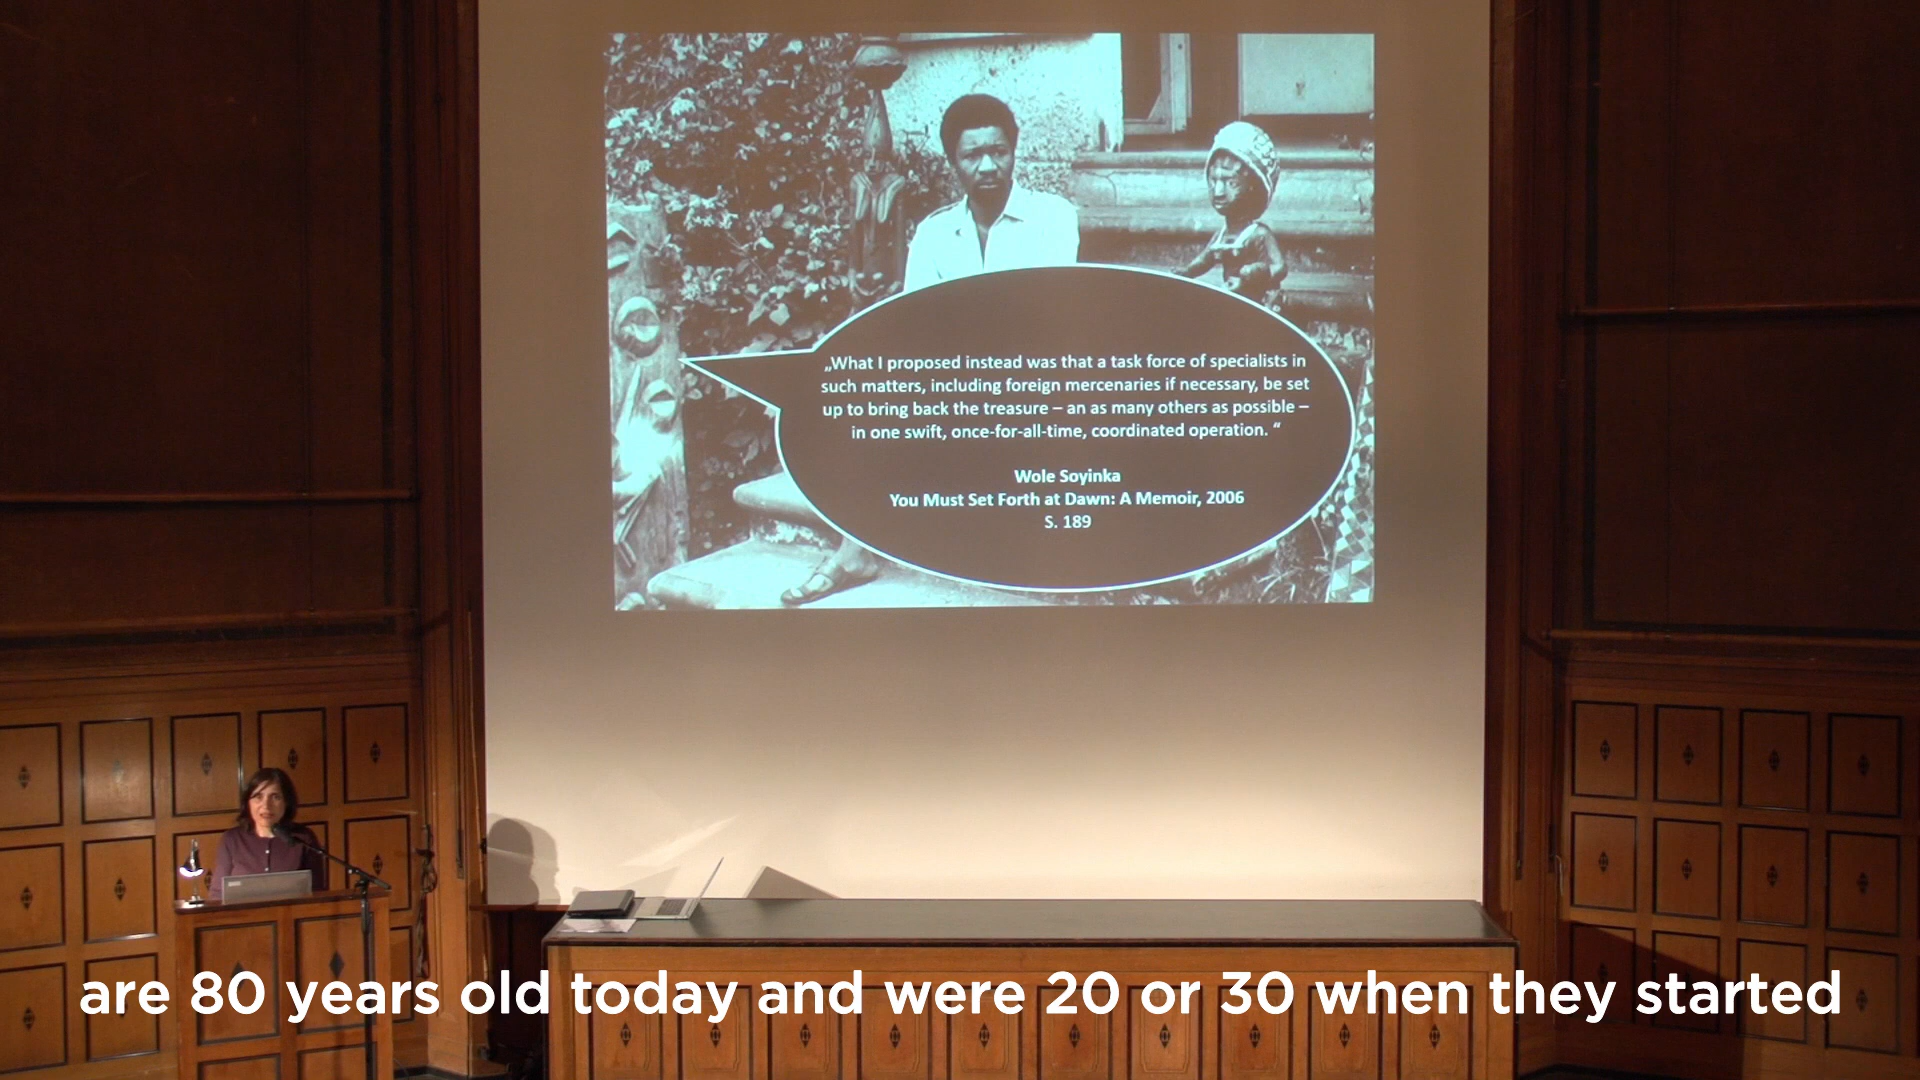 „What I proposed instead was that a task force of specialists in
such matters, including foreign mercenaries if necessary, be set
up to bring back the treasure – an as many others as possible –
in one swift, once-for-all-time, coordinated operation. “
Wole Soyinka
You Must Set Forth at Dawn: A Memoir, 2006
S. 189
are 80 years old today and were 20 or 30 when they started